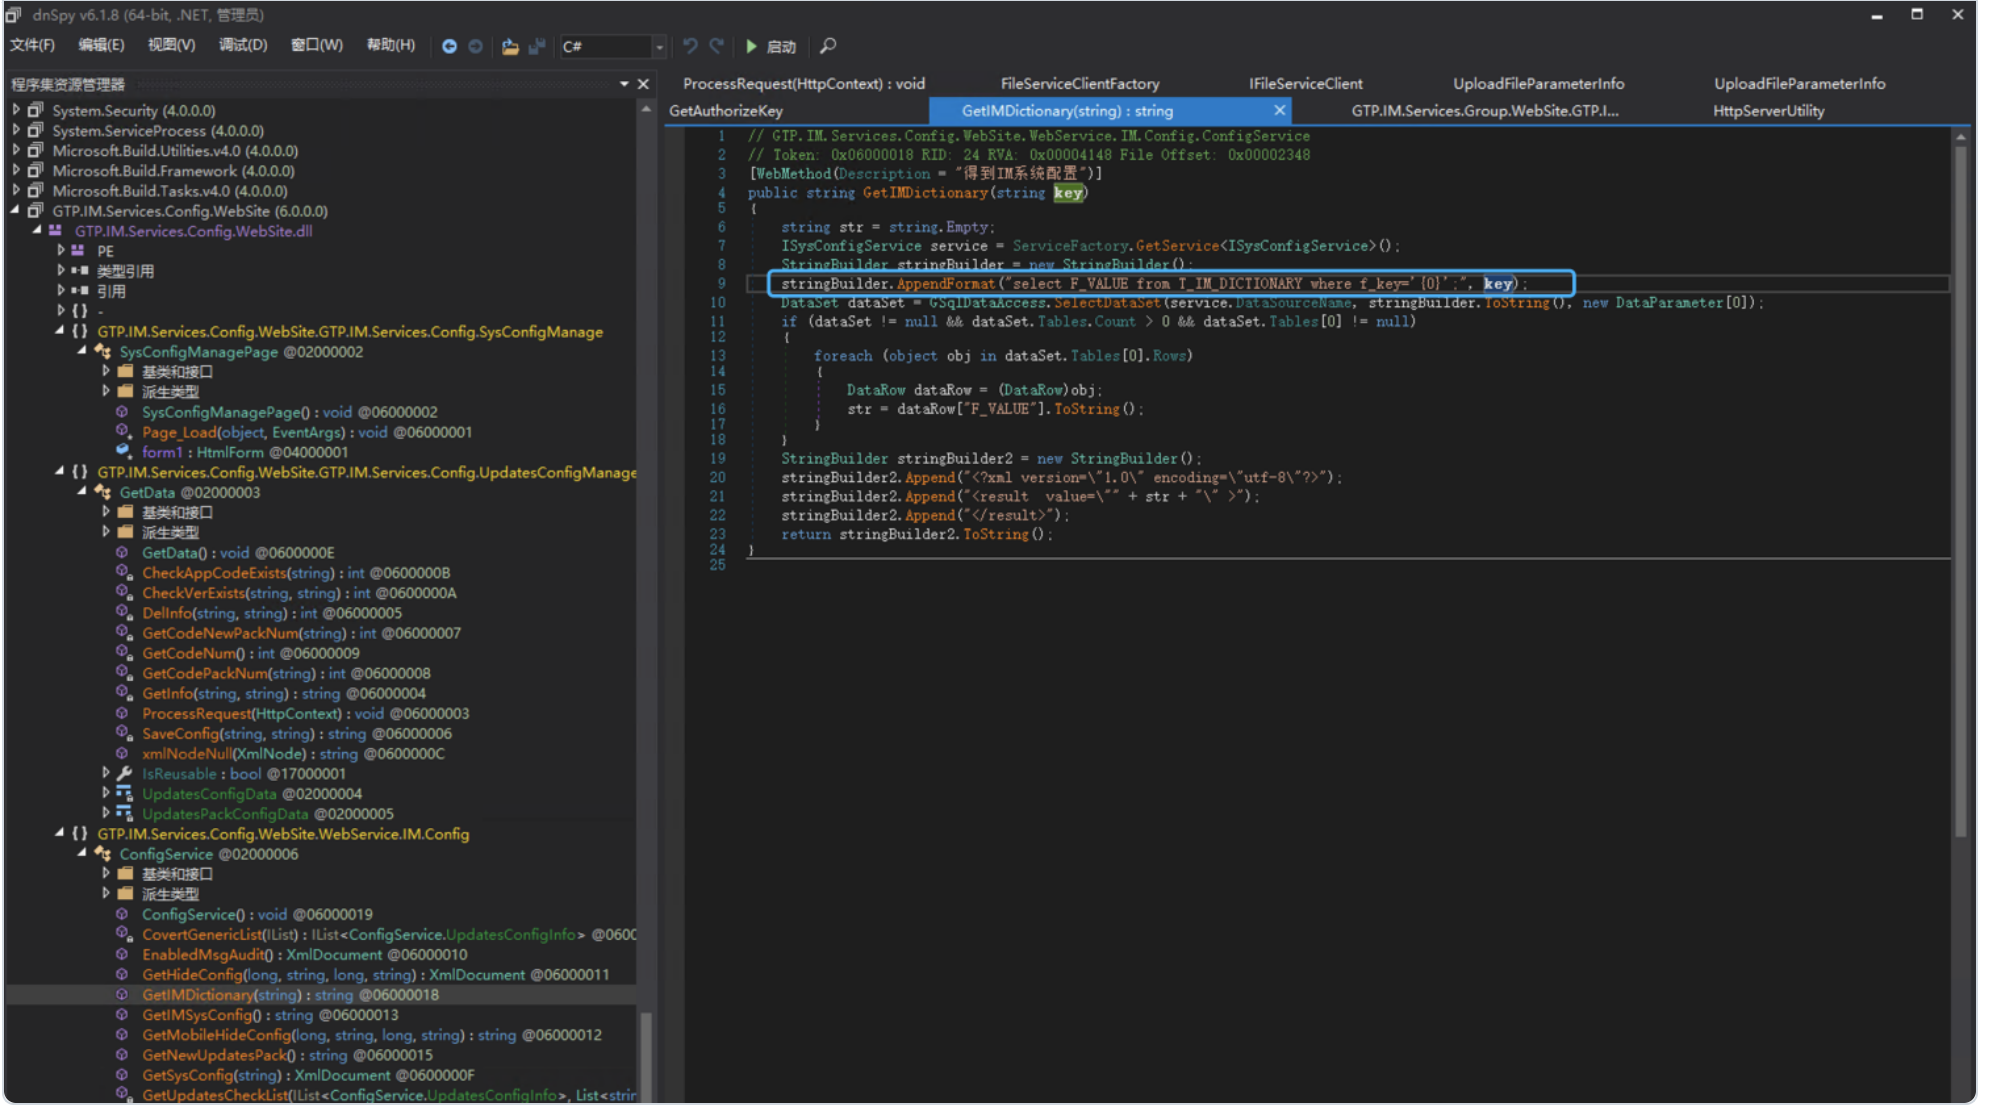 dnSpy v6.1.8 (64-bit, .NET, 管理员)
文件(F) 编辑(E) 视图(V) 调试(D) 窗口(W) 帮助(H) C# 启动
程序集资源管理器
System.Security (4.0.0.0)
System.ServiceProcess (4.0.0.0)
Microsoft.Build.Utilities.v4.0 (4.0.0.0)
Microsoft.Build.Framework (4.0.0.0)
Microsoft.Build.Tasks.v4.0 (4.0.0.0)
GTP.IM.Services.Config.WebSite (6.0.0.0)
GTP.IM.Services.Config.WebSite.dll
PE
类型引用
引用
{ } -
{ } GTP.IM.Services.Config.WebSite.GTP.IM.Services.Config.SysConfigManage
SysConfigManagePage @02000002
基类和接口
派生类型
SysConfigManagePage() : void @06000002
Page_Load(object, EventArgs) : void @06000001
form1 : HtmlForm @04000001
{ } GTP.IM.Services.Config.WebSite.GTP.IM.Services.Config.UpdatesConfigManage
GetData @02000003
基类和接口
派生类型
GetData() : void @0600000E
CheckAppCodeExists(string) : int @0600000B
CheckVerExists(string, string) : int @0600000A
DelInfo(string, string) : int @06000005
GetCodeNewPackNum(string) : int @06000007
GetCodeNum() : int @06000009
GetCodePackNum(string) : int @06000008
GetInfo(string, string) : string @06000004
ProcessRequest(HttpContext) : void @06000003
SaveConfig(string, string) : string @06000006
xmlNodeNull(XmlNode) : string @0600000C
IsReusable : bool @17000001
UpdatesConfigData @02000004
UpdatesPackConfigData @02000005
{ } GTP.IM.Services.Config.WebSite.WebService.IM.Config
ConfigService @02000006
基类和接口
派生类型
ConfigService() : void @06000019
CovertGenericList(IList) : IList<ConfigService.UpdatesConfigInfo> @0600
EnabledMsgAudit() : XmlDocument @06000010
GetHideConfig(long, string, long, string) : XmlDocument @06000011
GetIMDictionary(string) : string @06000018
GetIMSysConfig() : string @06000013
GetMobileHideConfig(long, string, long, string) : string @06000012
GetNewUpdatesPack() : string @06000015
GetSysConfig(string) : XmlDocument @0600000F
GetUpdatesCheckList(IList<ConfigService.UpdatesConfigInfo>, List<strin
ProcessRequest(HttpContext) : void FileServiceClientFactory IFileServiceClient UploadFileParameterInfo UploadFileParameterInfo
GetAuthorizeKey GetIMDictionary(string) : string GTP.IM.Services.Group.WebSite.GTP.I... HttpServerUtility
1 // GTP.IM.Services.Config.WebSite.WebService.IM.Config.ConfigService
2 // Token: 0x06000018 RID: 24 RVA: 0x00004148 File Offset: 0x00002348
3 [WebMethod(Description = "得到IM系统配置")]
4 public string GetIMDictionary(string key)
5 {
6 string str = string.Empty;
7 ISysConfigService service = ServiceFactory.GetService<ISysConfigService>();
8 StringBuilder stringBuilder = new StringBuilder();
9 stringBuilder.AppendFormat("select F_VALUE from T_IM_DICTIONARY where f_key='{0}';", key);
10 DataSet dataSet = GSqlDataAccess.SelectDataSet(service.DataSourceName, stringBuilder.ToString(), new DataParameter[0]);
11 if (dataSet != null && dataSet.Tables.Count > 0 && dataSet.Tables[0] != null)
12 {
13 foreach (object obj in dataSet.Tables[0].Rows)
14 {
15 DataRow dataRow = (DataRow)obj;
16 str = dataRow["F_VALUE"].ToString();
17 }
18 }
19 StringBuilder stringBuilder2 = new StringBuilder();
20 stringBuilder2.Append("<?xml version=\"1.0\" encoding=\"utf-8\"?>");
21 stringBuilder2.Append("<result  value=\"" + str + "\" >");
22 stringBuilder2.Append("</result>");
23 return stringBuilder2.ToString();
24 }
25